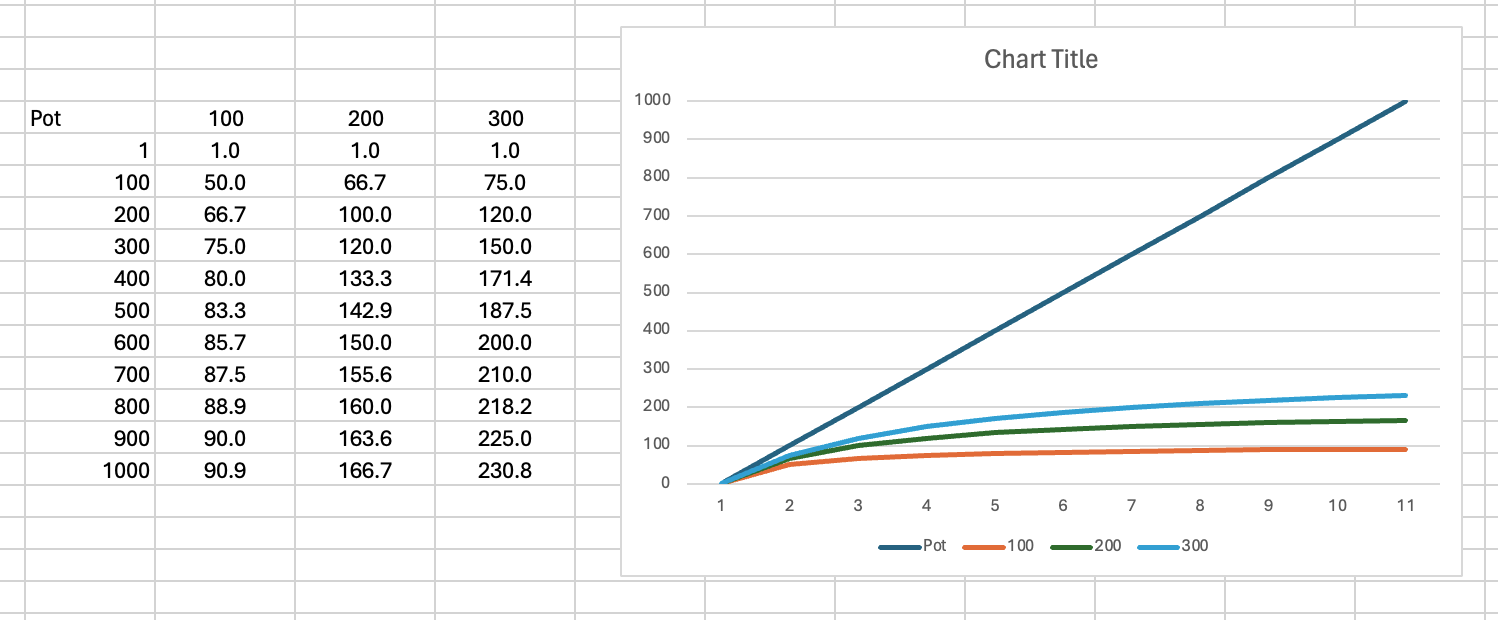 Pot 100 200 300
1 1.0 1.0 1.0
100 50.0 66.7 75.0
200 66.7 100.0 120.0
300 75.0 120.0 150.0
400 80.0 133.3 171.4
500 83.3 142.9 187.5
600 85.7 150.0 200.0
700 87.5 155.6 210.0
800 88.9 160.0 218.2
900 90.0 163.6 225.0
1000 90.9 166.7 230.8
Chart Title
1000
900
800
700
600
500
400
300
200
100
0
1 2 3 4 5 6 7 8 9 10 11
Pot 100 200 300